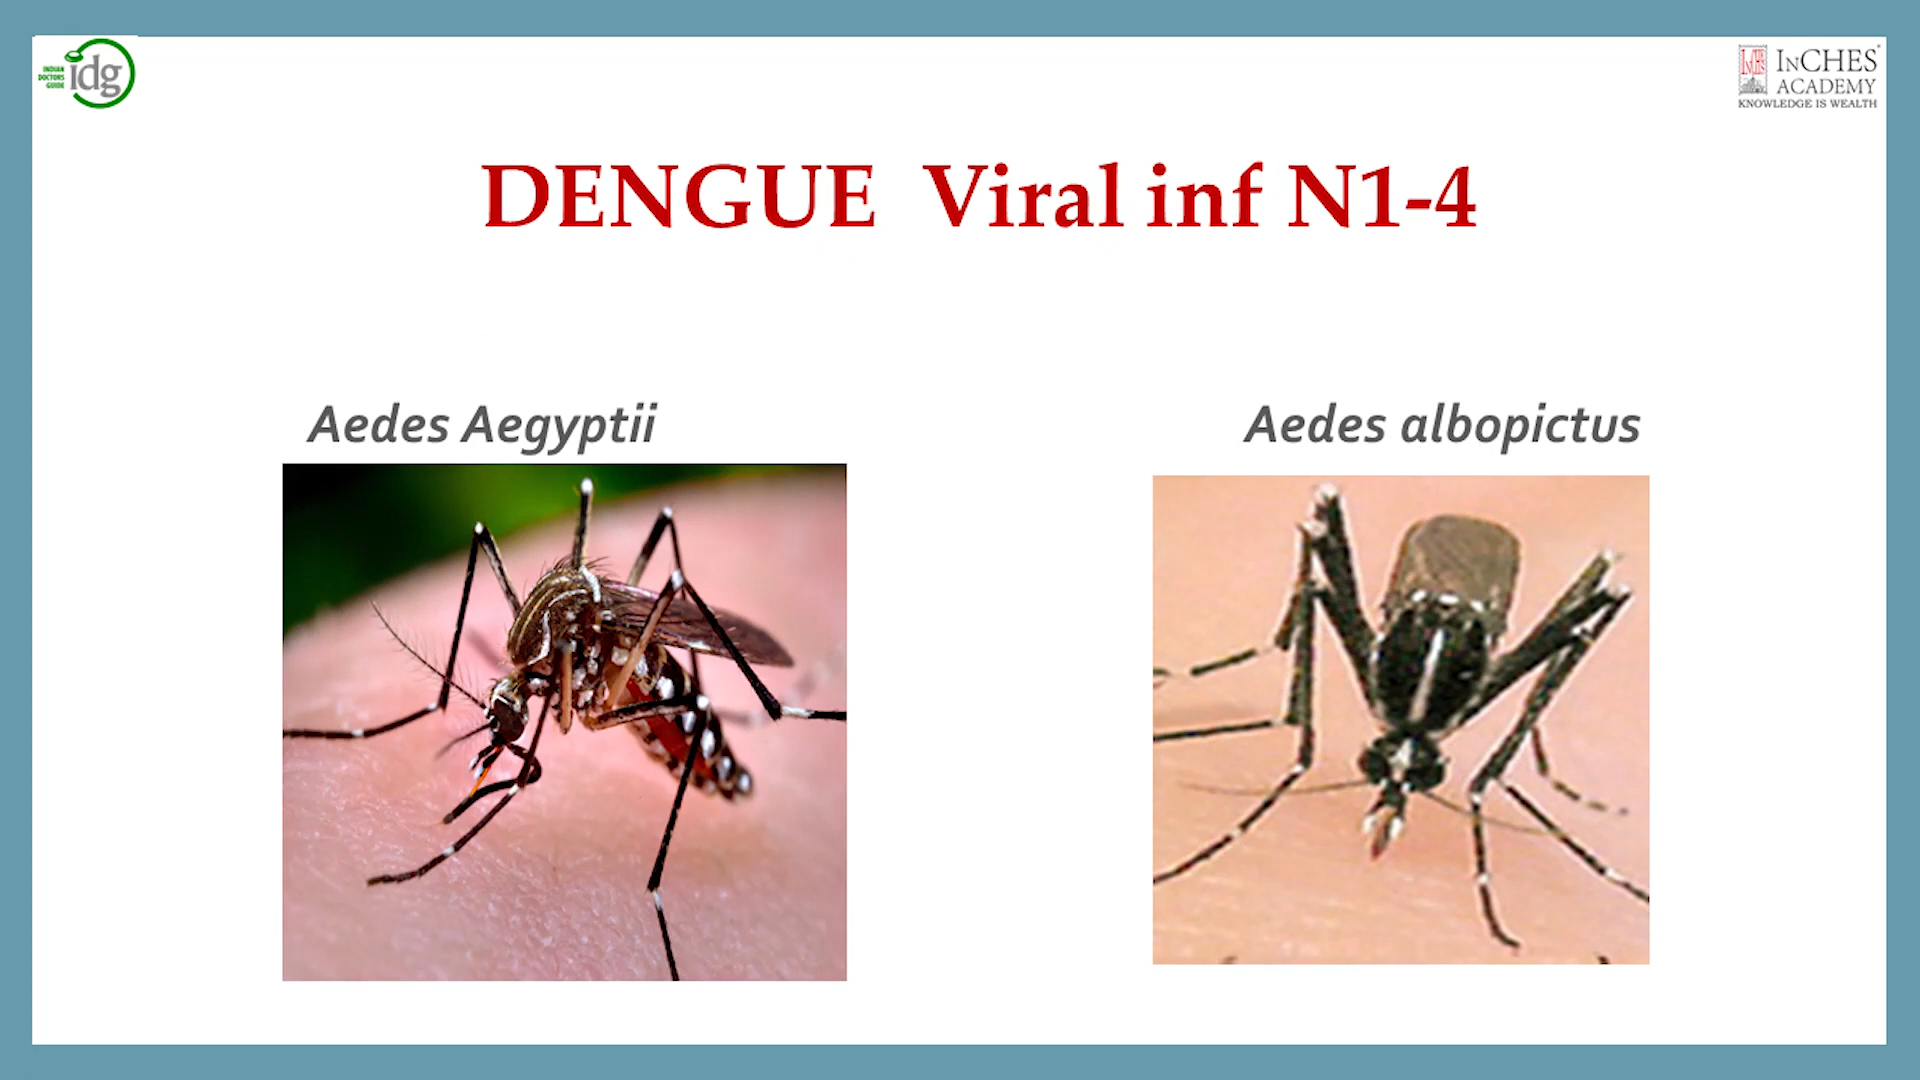 INDIAN
DOCTORS
GUIDE
idg
INCHES
ACADEMY
KNOWLEDGE IS WEALTH
DENGUE Viral inf N1-4
Aedes Aegyptii
Aedes albopictus